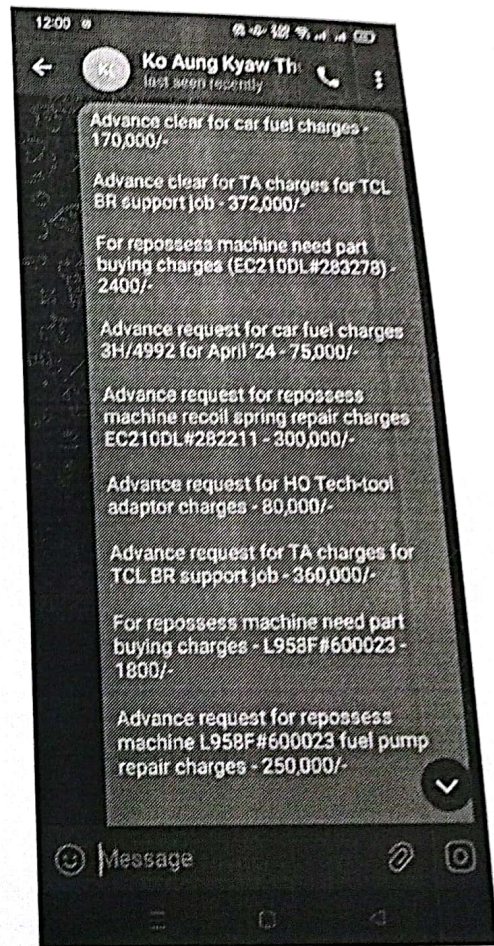 12:00
Ko Aung Kyaw Th
last seen recently
Advance clear for car fuel charges -
170,000/-
Advance clear for TA charges for TCL
BR support job - 372,000/-
For repossess machine need part
buying charges (EC210DL#283278) -
2400/-
Advance request for car fuel charges
3H/4992 for April '24 - 75,000/-
Advance request for repossess
machine recoil spring repair charges
EC210DL#282211 - 300,000/-
Advance request for HO Tech-tool
adaptor charges - 80,000/-
Advance request for TA charges for
TCL BR support job - 360,000/-
For repossess machine need part
buying charges - L958F#600023 -
1800/-
Advance request for repossess
machine L958F#600023 fuel pump
repair charges - 250,000/-
Message